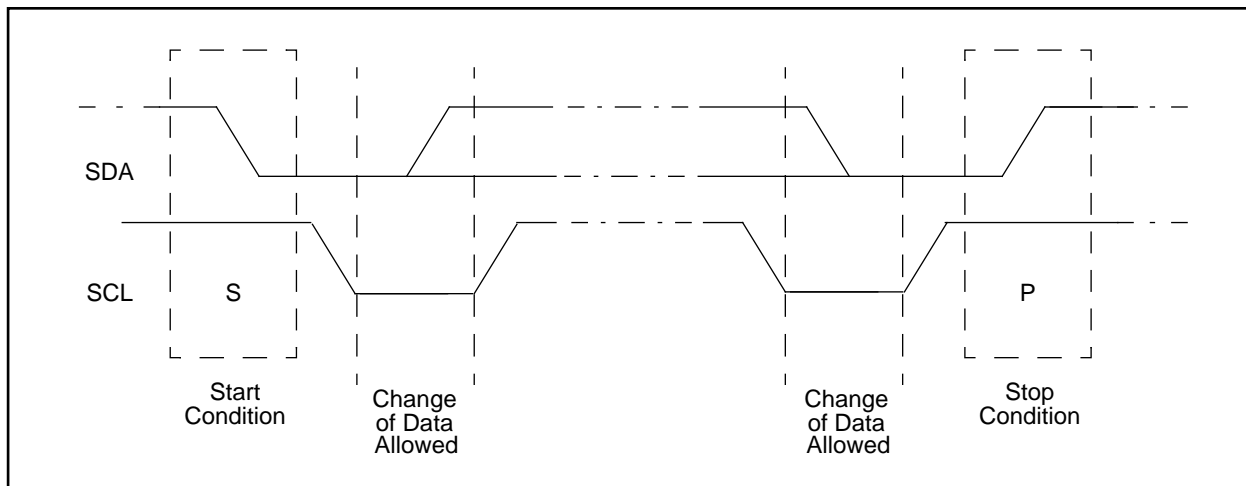 SDA
SCL
S
P
Start
Condition
Change
of Data
Allowed
Change
of Data
Allowed
Stop
Condition